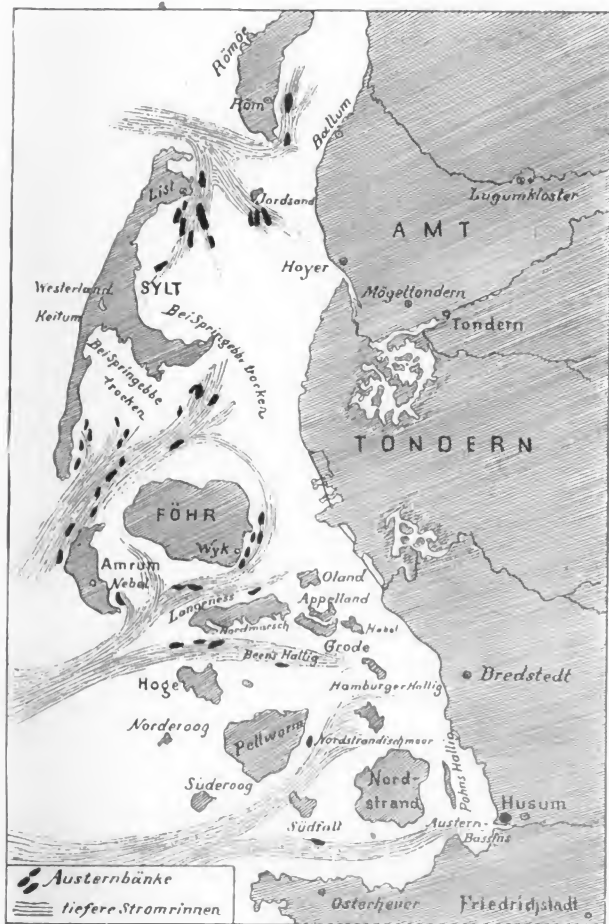 Römöe
Röm
Ballum
Lugumkloster
List
Jordsand
AMT
Hoyer
Mögeltondern
SYLT
Westerland
Keitum
Tondern
Bei Springebbe trocken
Bei Springebbe
trocken
TONDERN
FÖHR
Wyk
Amrum
Nebel
Oland
Langeness
Appelland
Nordmarsch
Habel
Grode
Beens Hallig
Hoge
Hamburger Hallig
Bredstedt
Norderoog
Pellworm
Nordstrandischmoor
Pohns Hallig
Süderoog
Nord-
strand
Husum
Südfall
Austern-
Bassins
Austernbänke
tiefere Stromrinnen
Osterhever
Friedrichstadt